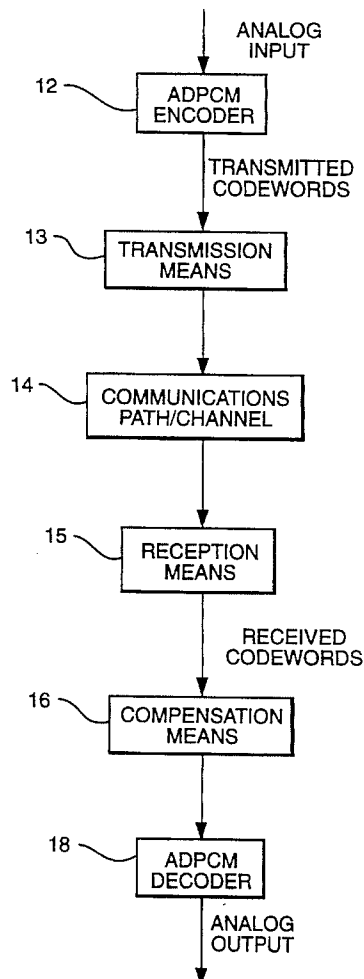 ANALOG
INPUT
12
ADPCM
ENCODER
TRANSMITTED
CODEWORDS
13
TRANSMISSION
MEANS
14
COMMUNICATIONS
PATH/CHANNEL
15
RECEPTION
MEANS
RECEIVED
CODEWORDS
16
COMPENSATION
MEANS
18
ADPCM
DECODER
ANALOG
OUTPUT